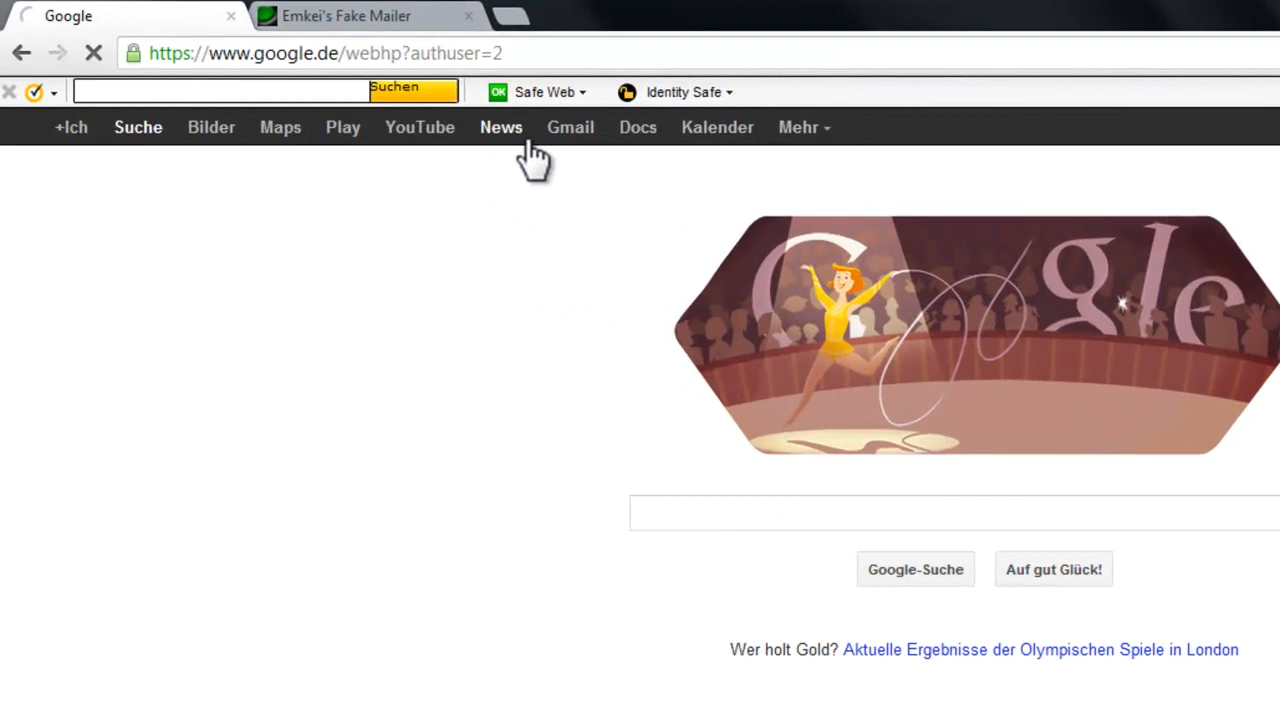 Google Emkei's Fake Mailer
https://www.google.de/webhp?authuser=2
Suchen Safe Web Identity Safe
+Ich Suche Bilder Maps Play YouTube News Gmail Docs Kalender Mehr
Google
Google-Suche Auf gut Glück!
Wer holt Gold? Aktuelle Ergebnisse der Olympischen Spiele in London